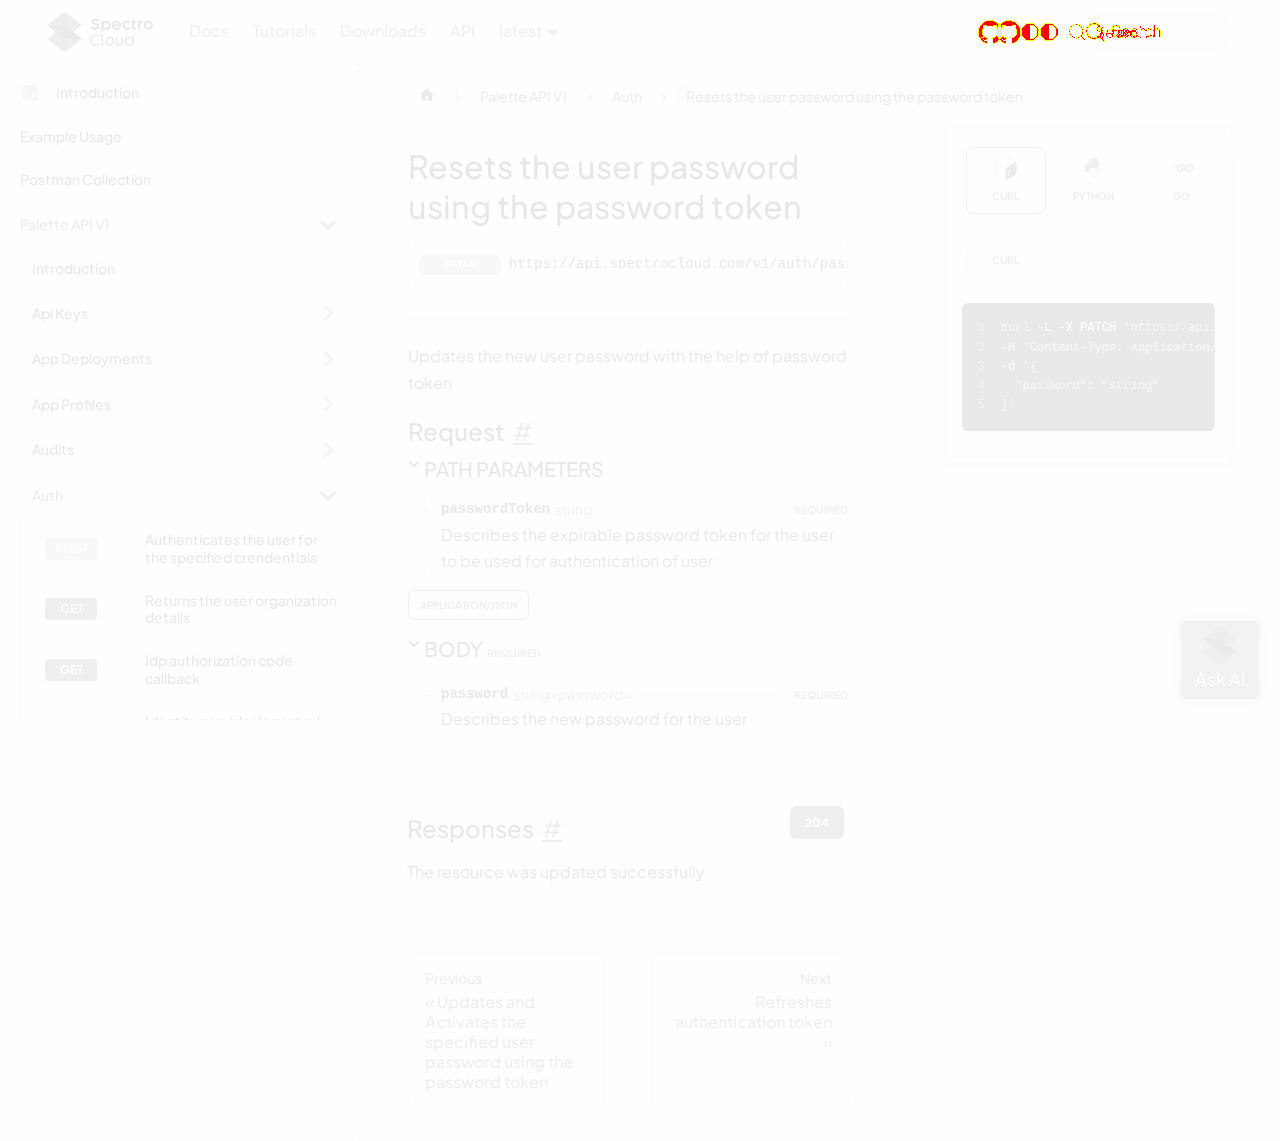 Spectro Cloud
Docs Tutorials Downloads API latest
Introduction
Example Usage
Postman Collection
Palette API V1
Introduction
Api Keys
App Deployments
App Profiles
Audits
Auth
POST Authenticates the user for
the specified crendentials
GET Returns the user organization
details
GET Idp authorization code
callback
Palette API V1 Auth Resets the user password using the password token
Resets the user password
using the password token
PATCH https://api.spectrocloud.com/v1/auth/pas
Updates the new user password with the help of password
token
Request #
PATH PARAMETERS
passwordToken string REQUIRED
Describes the expirable password token for the user
to be used for authentication of user
APPLICATION/JSON
BODY REQUIRED
password string<password> REQUIRED
Describes the new password for the user
Responses # 204
The resource was updated successfully
Previous
« Updates and
Activates the
specified user
password using the
password token
Next
Refreshes
authentication token
»
CURL PYTHON GO
GO
CURL
1 curl -L -X PATCH 'https://api.
2 -H 'Content-Type: application/
3 -d '{
4 "password": "string"
5 }'
Ask AI